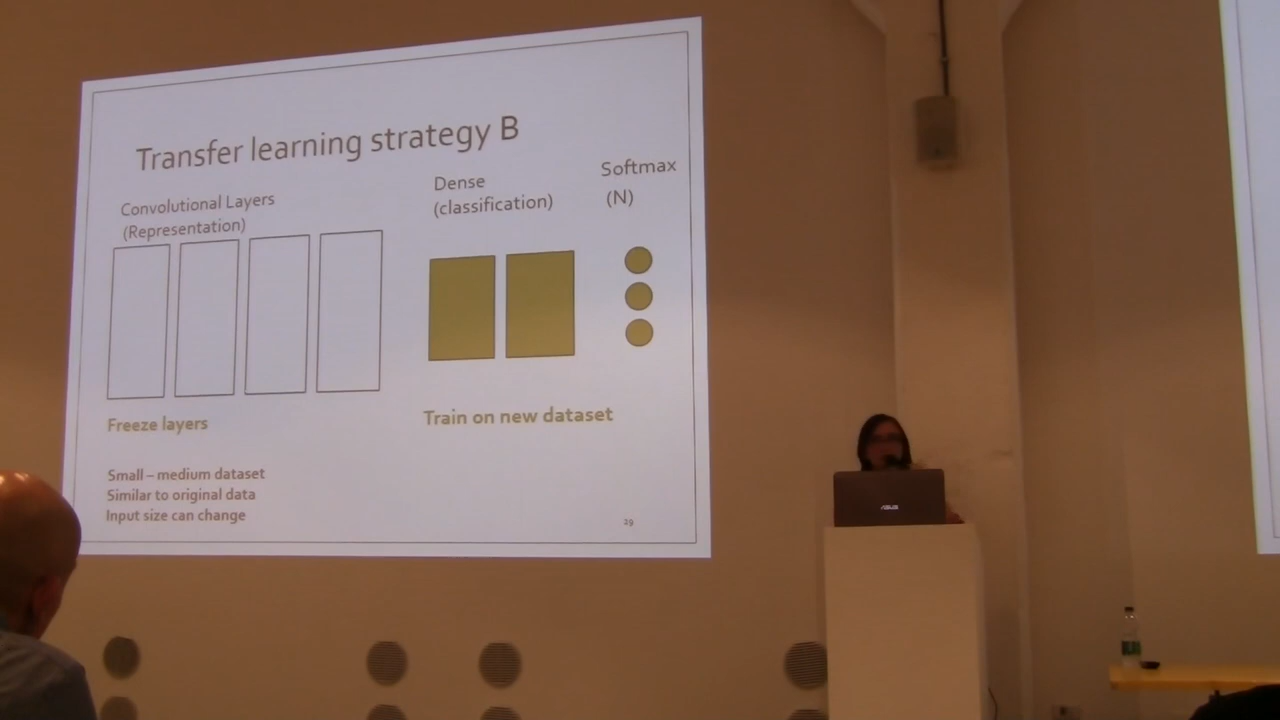 Transfer learning strategy B
Convolutional Layers
(Representation)
Dense
(classification)
Softmax
(N)
Freeze layers
Train on new dataset
Small – medium dataset
Similar to original data
Input size can change
29
ASUS